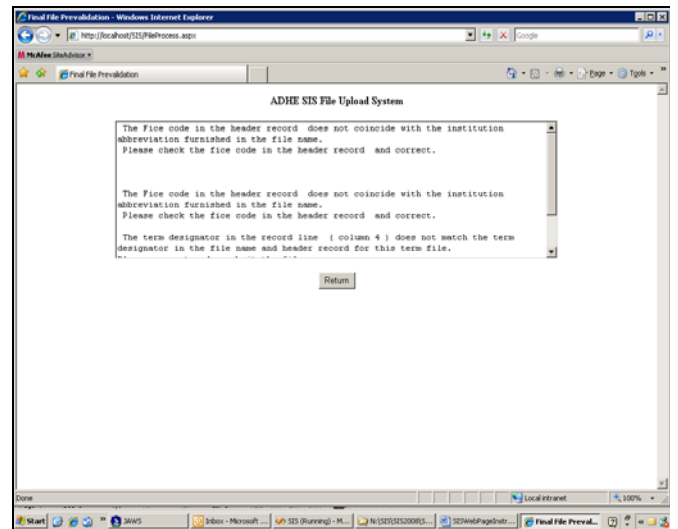 Final File Prevalidation - Windows Internet Explorer
http://localhost/SIS/FileProcess.aspx
Google
McAfee SiteAdvisor
Final File Prevalidation
Page
Tools
ADHE SIS File Upload System
The Fice code in the header record does not coincide with the institution
abbreviation furnished in the file name.
Please check the fice code in the header record and correct.
The Fice code in the header record does not coincide with the institution
abbreviation furnished in the file name.
Please check the fice code in the header record and correct.
The term designator in the record line ( column 4 ) does not match the term
designator in the file name and header record for this term file.
Return
Done
Local intranet
100%
Start
JAWS
Inbox - Microsoft ...
SIS (Running) - M...
N:\SIS\SIS2008\S...
SISWebPageInstr...
Final File Preval...